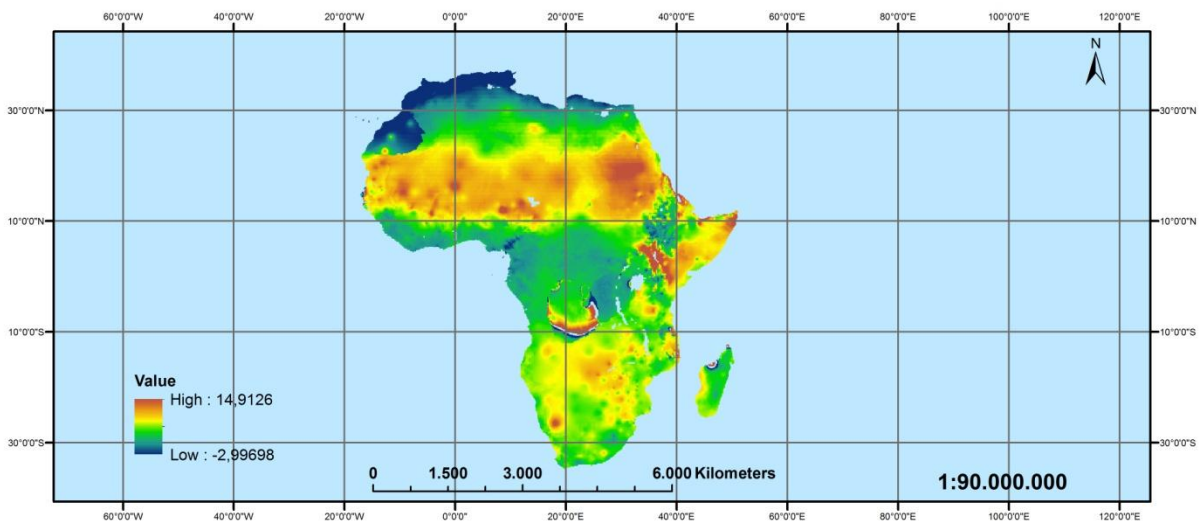 60°0'0"W 40°0'0"W 20°0'0"W 0°0'0" 20°0'0"E 40°0'0"E 60°0'0"E 80°0'0"E 100°0'0"E 120°0'0"E
N
30°0'0"N 30°0'0"N
10°0'0"N 10°0'0"N
10°0'0"S 10°0'0"S
Value
High : 14,9126
Low : -2,99698
30°0'0"S 30°0'0"S
0 1.500 3.000 6.000 Kilometers
1:90.000.000
60°0'0"W 40°0'0"W 20°0'0"W 0°0'0" 20°0'0"E 40°0'0"E 60°0'0"E 80°0'0"E 100°0'0"E 120°0'0"E